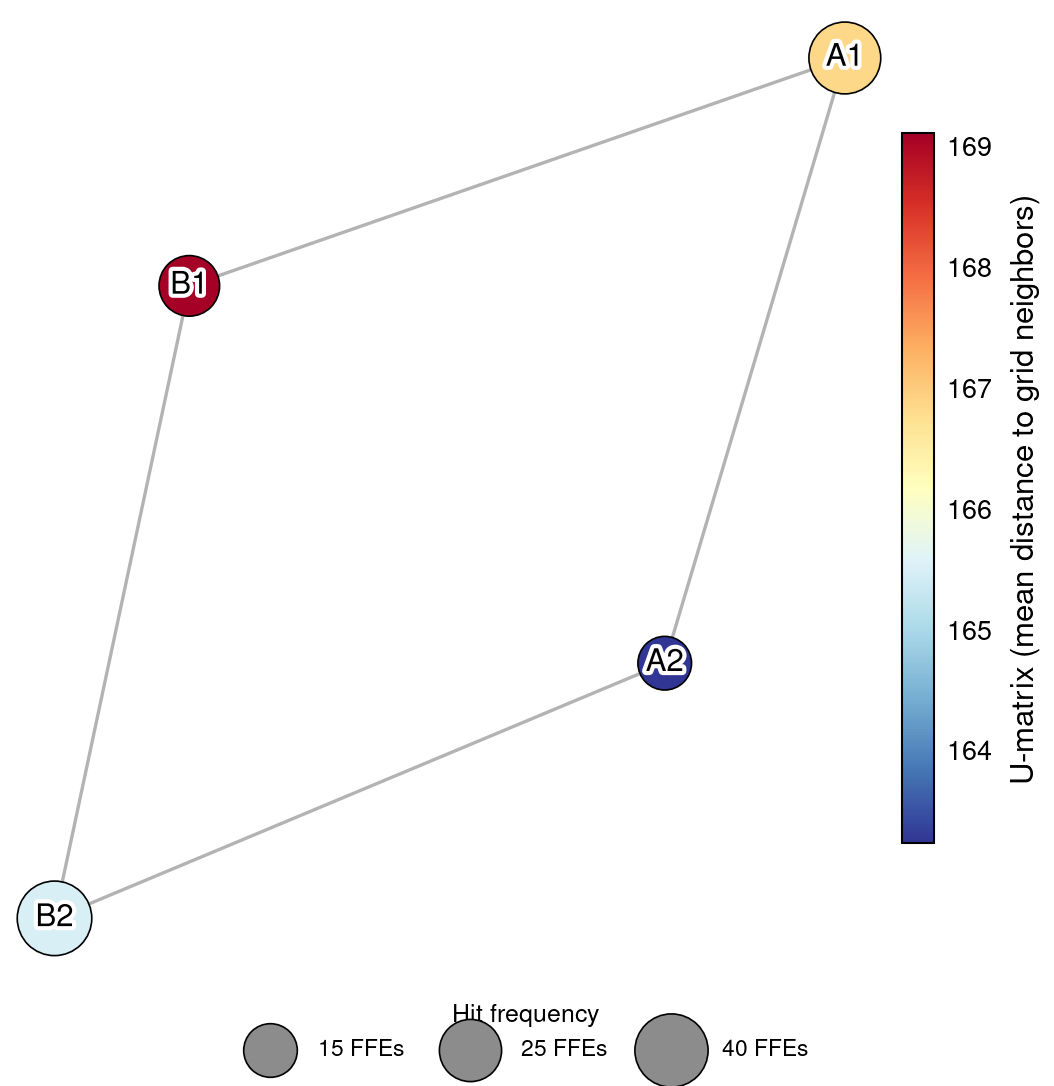 A1
B1
A2
B2
169
168
167
166
165
164
U-matrix (mean distance to grid neighbors)
Hit frequency
15 FFEs
25 FFEs
40 FFEs